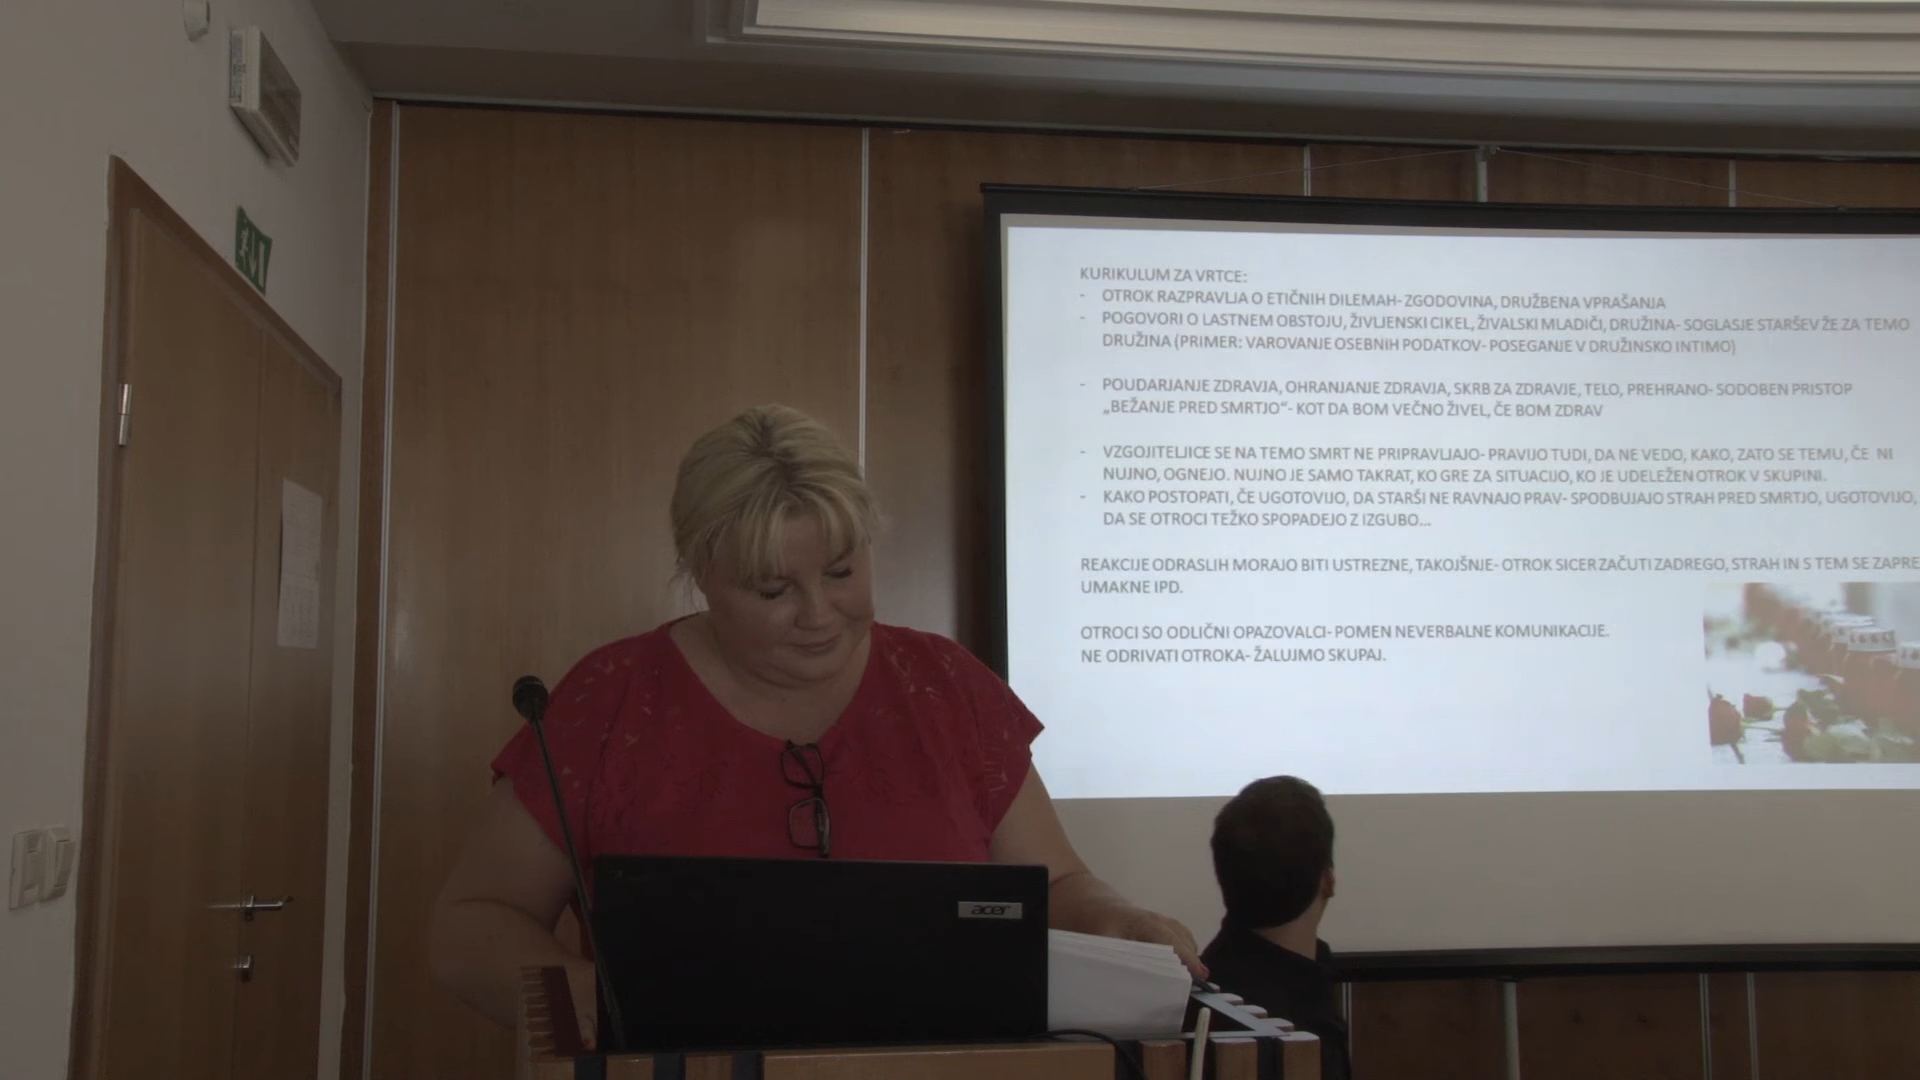 KURIKULUM ZA VRTCE:
- OTROK RAZPRAVLJA O ETIČNIH DILEMAH- ZGODOVINA, DRUŽBENA VPRAŠANJA
- POGOVORI O LASTNEM OBSTOJU, ŽIVLJENSKI CIKEL, ŽIVALSKI MLADIČI, DRUŽINA- SOGLASJE STARŠEV ŽE ZA TEMO
DRUŽINA (PRIMER: VAROVANJE OSEBNIH PODATKOV- POSEGANJE V DRUŽINSKO INTIMO)
- POUDARJANJE ZDRAVJA, OHRANJANJE ZDRAVJA, SKRB ZA ZDRAVJE, TELO, PREHRANO- SODOBEN PRISTOP
„BEŽANJE PRED SMRTJO“- KOT DA BOM VEČNO ŽIVEL, ČE BOM ZDRAV
- VZGOJITELJICE SE NA TEMO SMRT NE PRIPRAVLJAJO- PRAVIJO TUDI, DA NE VEDO, KAKO, ZATO SE TEMU, ČE NI
NUJNO, OGNEJO. NUJNO JE SAMO TAKRAT, KO GRE ZA SITUACIJO, KO JE UDELEŽEN OTROK V SKUPINI.
- KAKO POSTOPATI, ČE UGOTOVIJO, DA STARŠI NE RAVNAJO PRAV- SPODBUJAJO STRAH PRED SMRTJO, UGOTOVIJO,
DA SE OTROCI TEŽKO SPOPADEJO Z IZGUBO...
REAKCIJE ODRASLIH MORAJO BITI USTREZNE, TAKOJŠNJE- OTROK SICER ZAČUTI ZADREGO, STRAH IN S TEM SE ZAPRE
UMAKNE IPD.
OTROCI SO ODLIČNI OPAZOVALCI- POMEN NEVERBALNE KOMUNIKACIJE.
NE ODRIVATI OTROKA- ŽALUJMO SKUPAJ.
acer